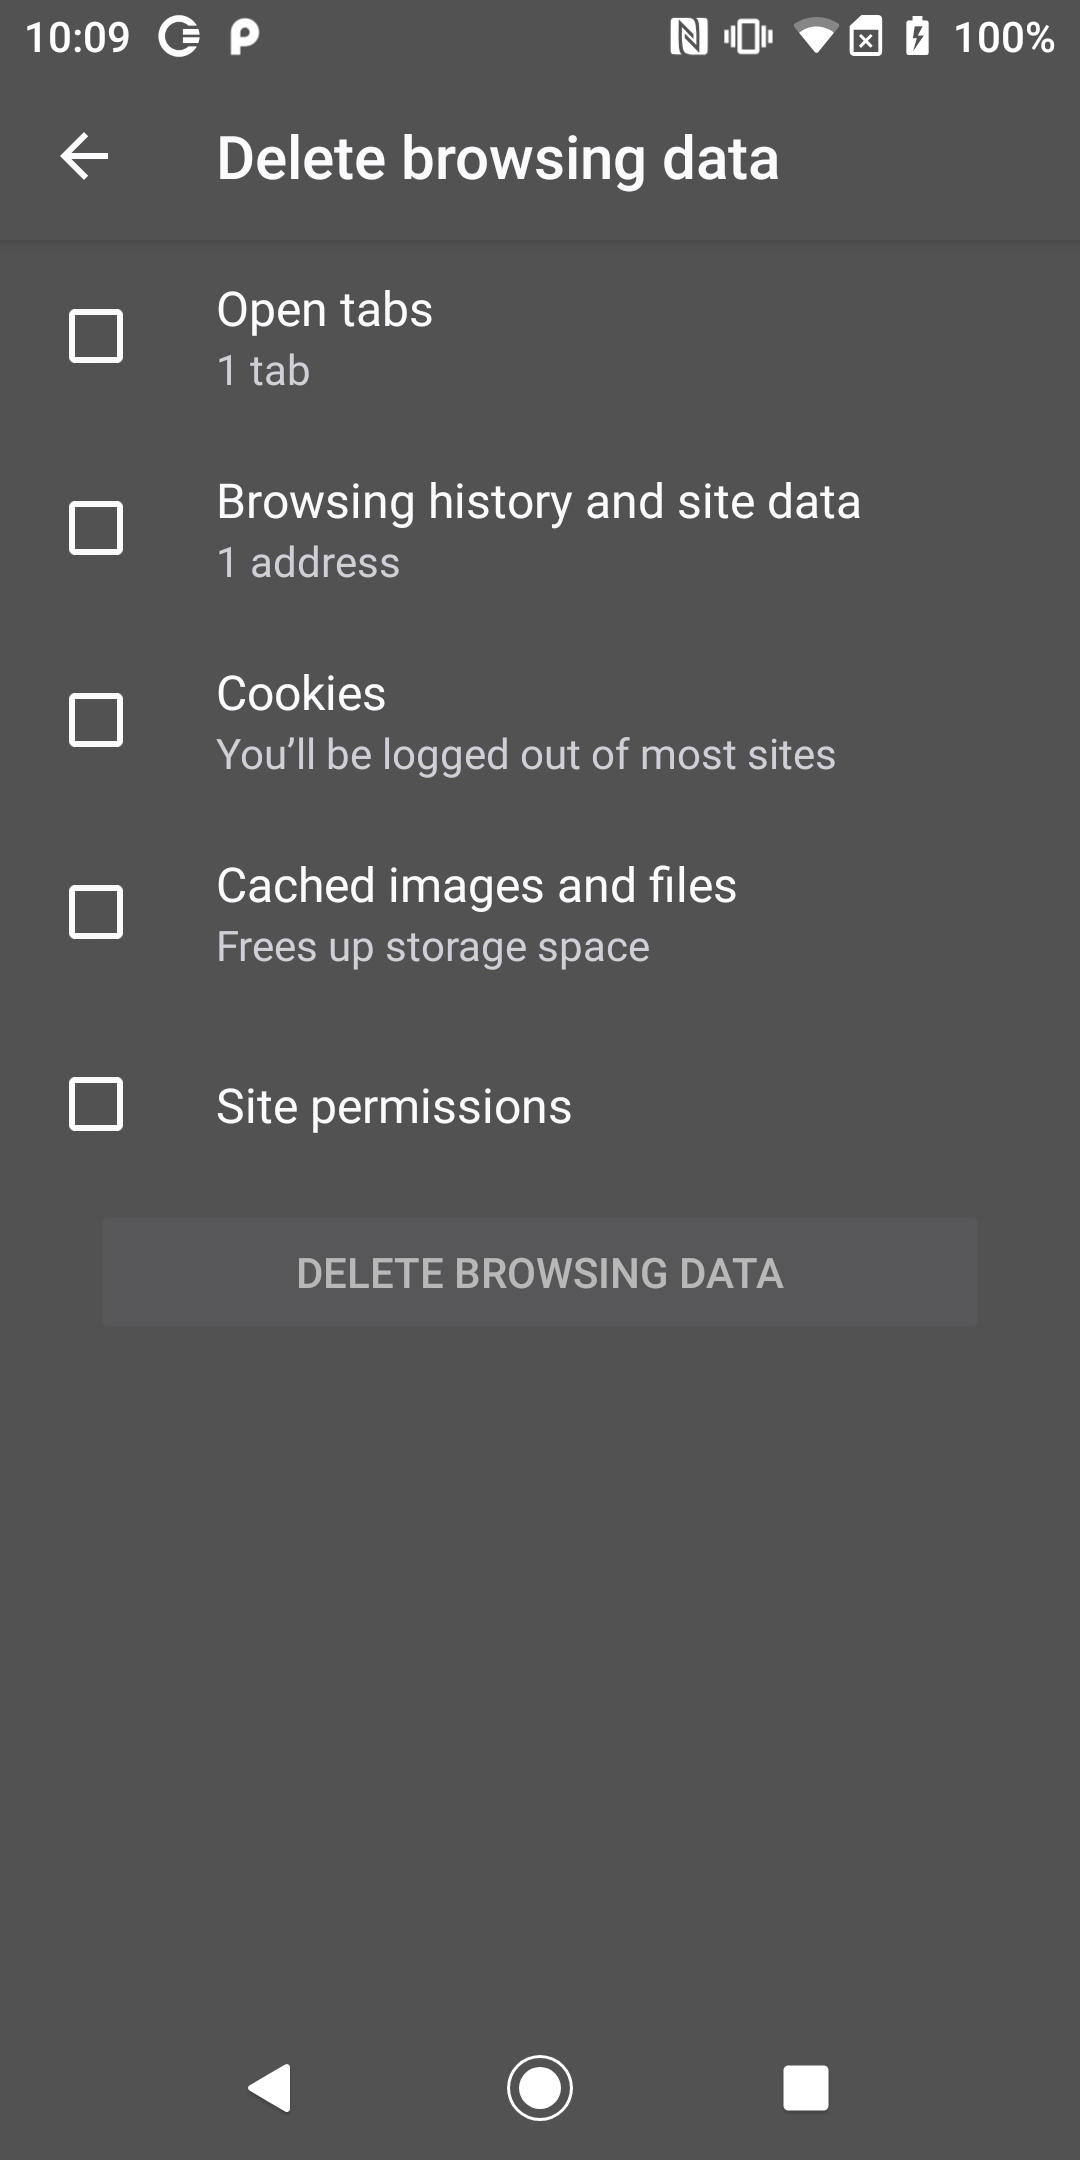 10:09
100%
Delete browsing data
Open tabs
1 tab
Browsing history and site data
1 address
Cookies
You’ll be logged out of most sites
Cached images and files
Frees up storage space
Site permissions
DELETE BROWSING DATA